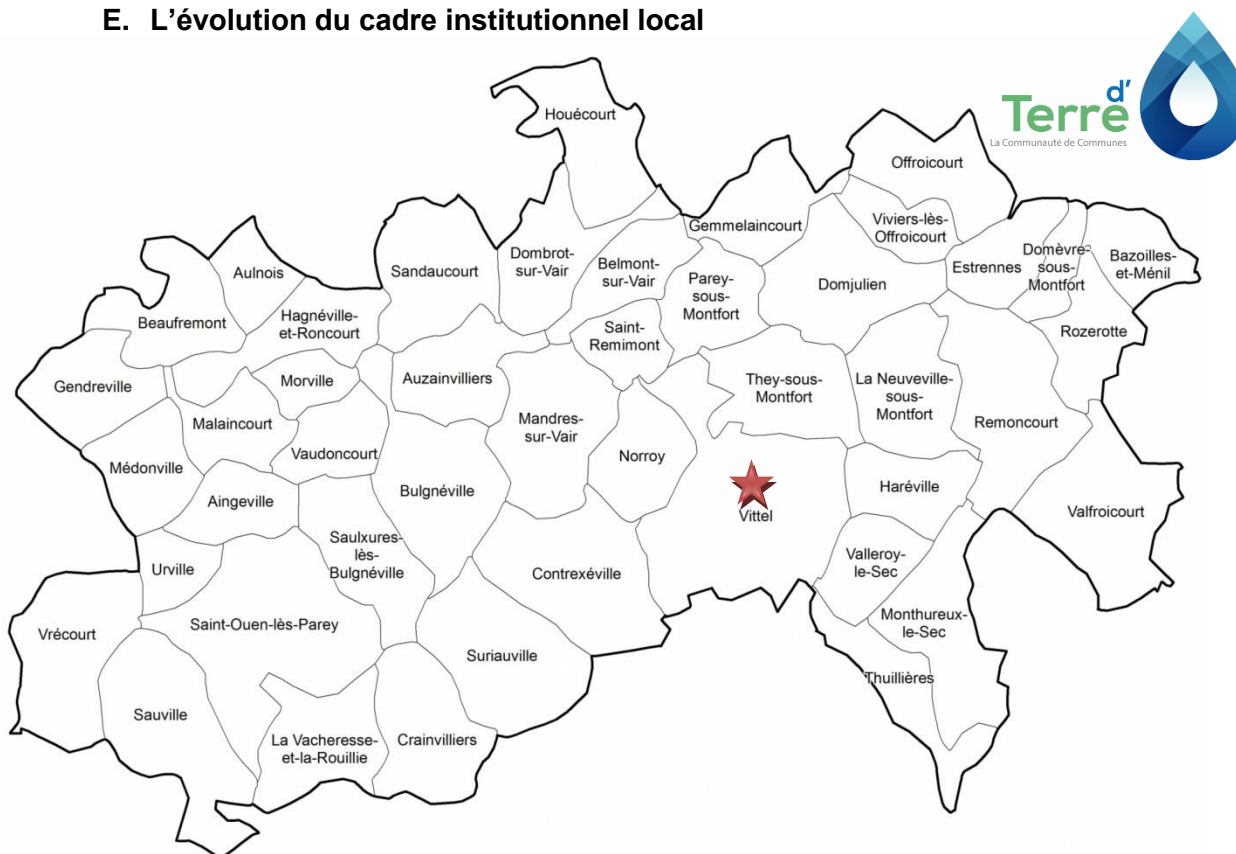 E. L'évolution du cadre institutionnel local
d'
Terre
La Communauté de Communes
Houécourt
Offroicourt
Gemmelaincourt
Viviers-lès-
Offroicourt
Aulnois
Sandaucourt
Dombrot-
sur-Vair
Belmont-
sur-Vair
Parey-
sous-
Montfort
Domjulien
Estrennes
Domèvre-
sous-
Montfort
Bazoilles-
et-Ménil
Beaufremont
Hagnéville-
et-Roncourt
Saint-
Remimont
Rozerotte
Gendreville
Morville
Auzainvilliers
They-sous-
Montfort
La Neuveville-
sous-
Montfort
Malaincourt
Mandres-
sur-Vair
Remoncourt
Médonville
Vaudoncourt
Norroy
Aingeville
Bulgnéville
Haréville
Vittel
Valfroicourt
Saulxures-
lès-
Bulgnéville
Urville
Contrexéville
Valleroy-
le-Sec
Vrécourt
Saint-Ouen-lès-Parey
Monthureux-
le-Sec
Suriauville
Thuillières
Sauville
La Vacheresse-
et-la-Rouillie
Crainvilliers